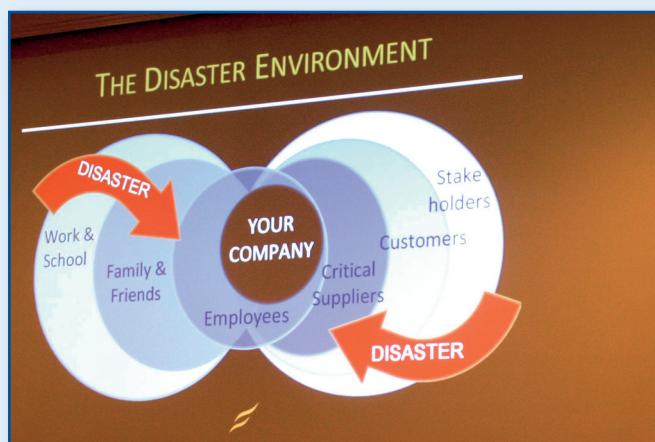 THE DISASTER ENVIRONMENT
DISASTER
Work &
School
Family &
Friends
Employees
YOUR
COMPANY
Critical
Suppliers
Customers
Stake
holders
DISASTER